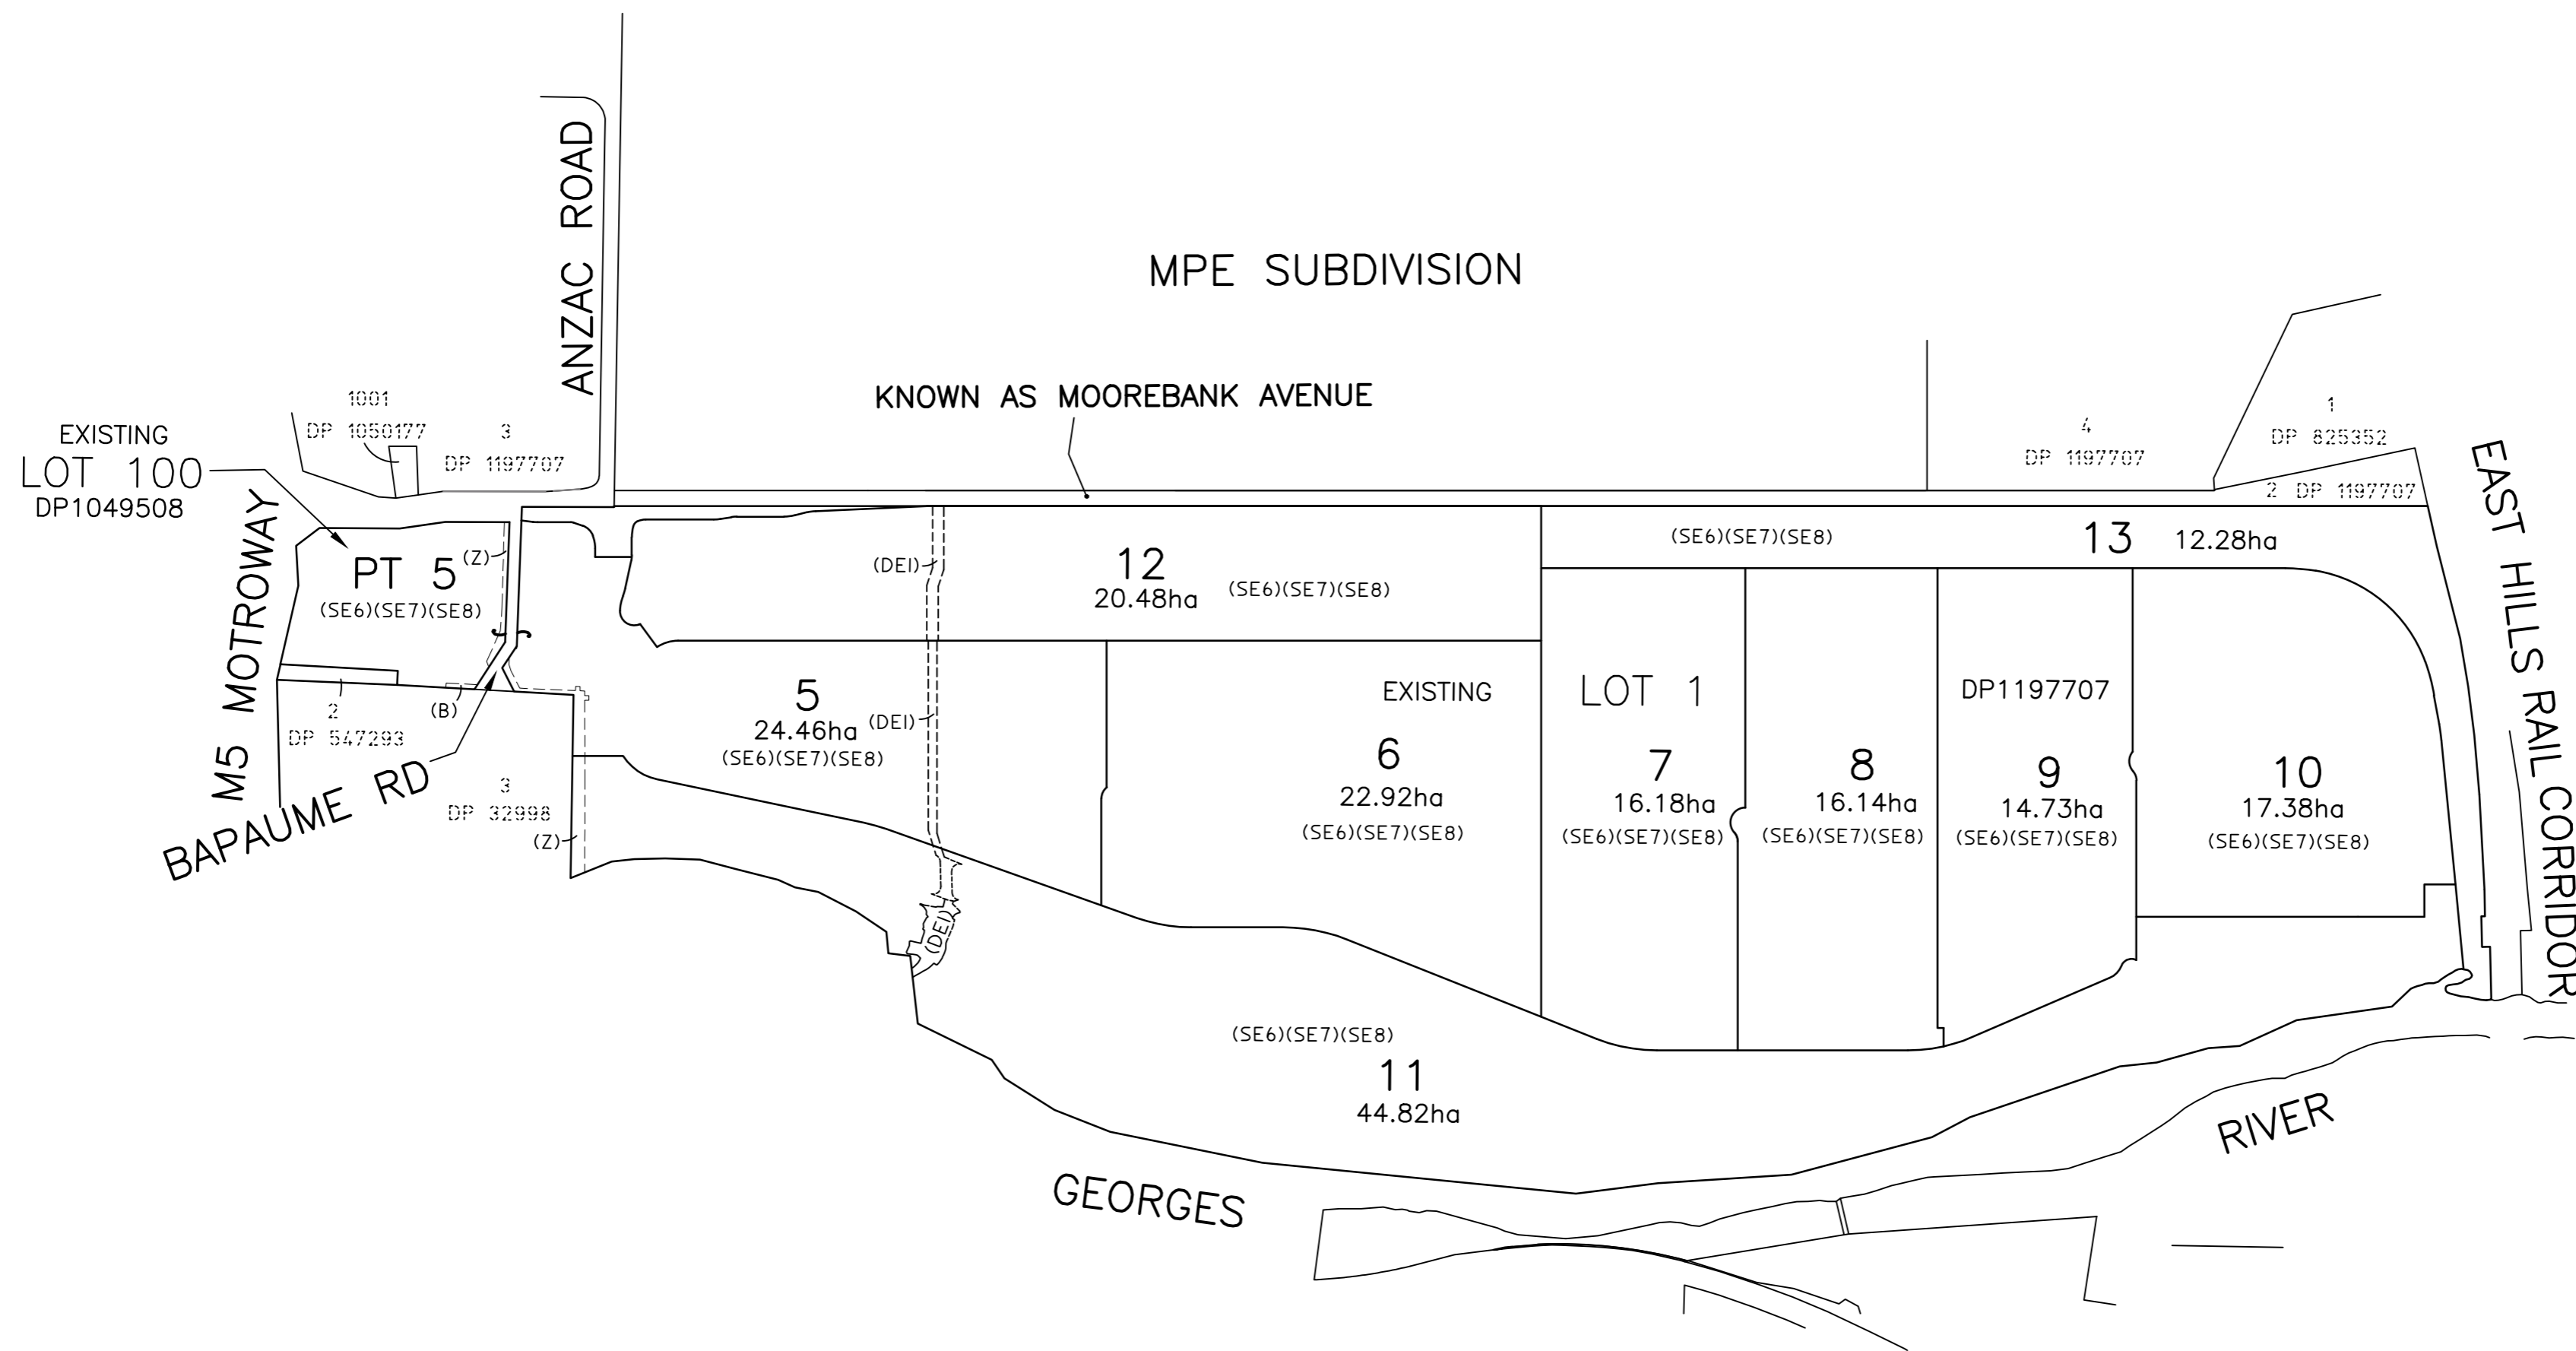 ANZAC ROAD
MPE SUBDIVISION
KNOWN AS MOOREBANK AVENUE
1001
DP 1050177
3
DP 1197707
EXISTING
LOT 100
DP1049508
4
DP 1197707
1
DP 825352
2 DP 1197707
EAST HILLS RAIL CORRIDOR
M5 MOTROWAY
PT 5
(Z)
(SE6)(SE7)(SE8)
(DE1)
12
20.48ha
(SE6)(SE7)(SE8)
(SE6)(SE7)(SE8)
13
12.28ha
2
DP 547293
(B)
BAPAUME RD
3
DP 32998
(Z)
5
24.46ha
(SE6)(SE7)(SE8)
(DE1)
(DE1)
EXISTING
LOT 1
DP1197707
6
22.92ha
(SE6)(SE7)(SE8)
7
16.18ha
(SE6)(SE7)(SE8)
8
16.14ha
(SE6)(SE7)(SE8)
9
14.73ha
(SE6)(SE7)(SE8)
10
17.38ha
(SE6)(SE7)(SE8)
(SE6)(SE7)(SE8)
11
44.82ha
GEORGES
RIVER